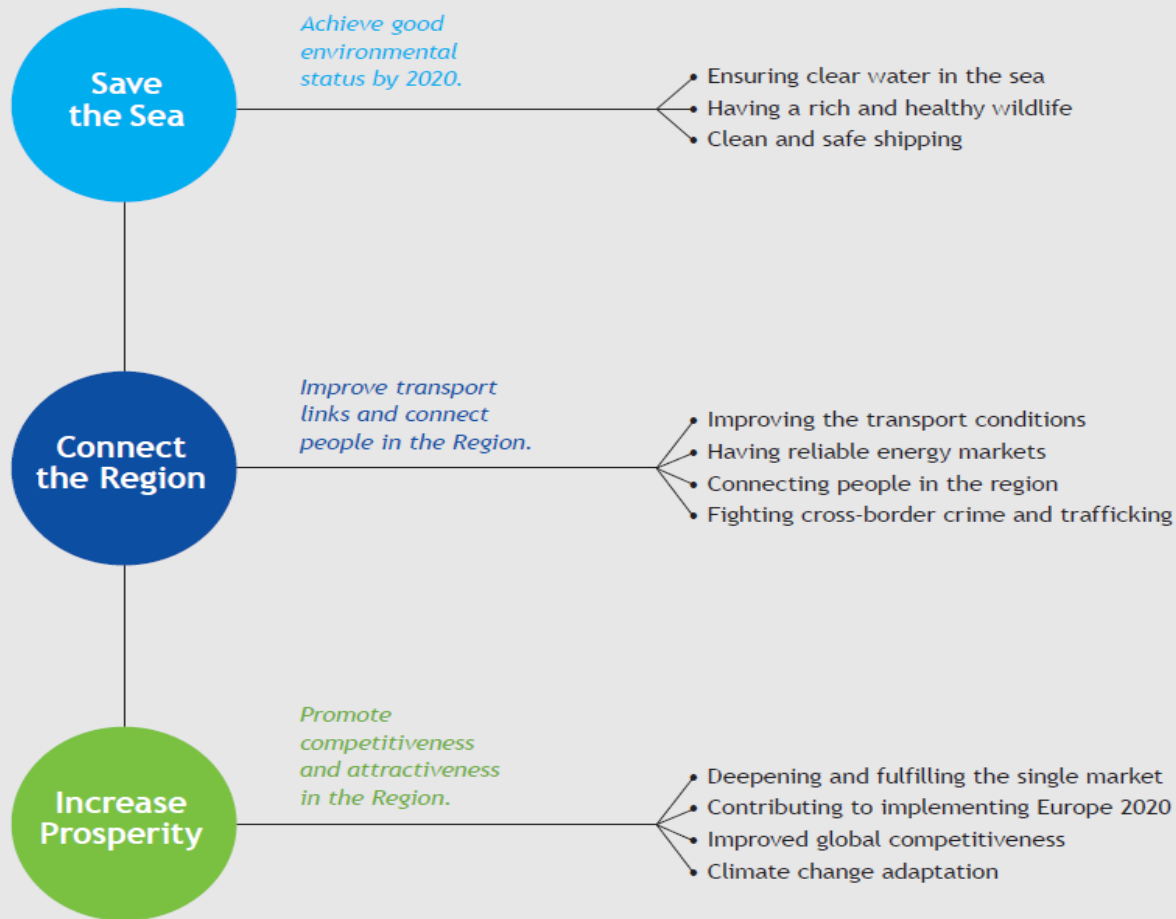 Save
the Sea
Achieve good
environmental
status by 2020.
• Ensuring clear water in the sea
• Having a rich and healthy wildlife
• Clean and safe shipping
Connect
the Region
Improve transport
links and connect
people in the Region.
• Improving the transport conditions
• Having reliable energy markets
• Connecting people in the region
• Fighting cross-border crime and trafficking
Increase
Prosperity
Promote
competitiveness
and attractiveness
in the Region.
• Deepening and fulfilling the single market
• Contributing to implementing Europe 2020
• Improved global competitiveness
• Climate change adaptation